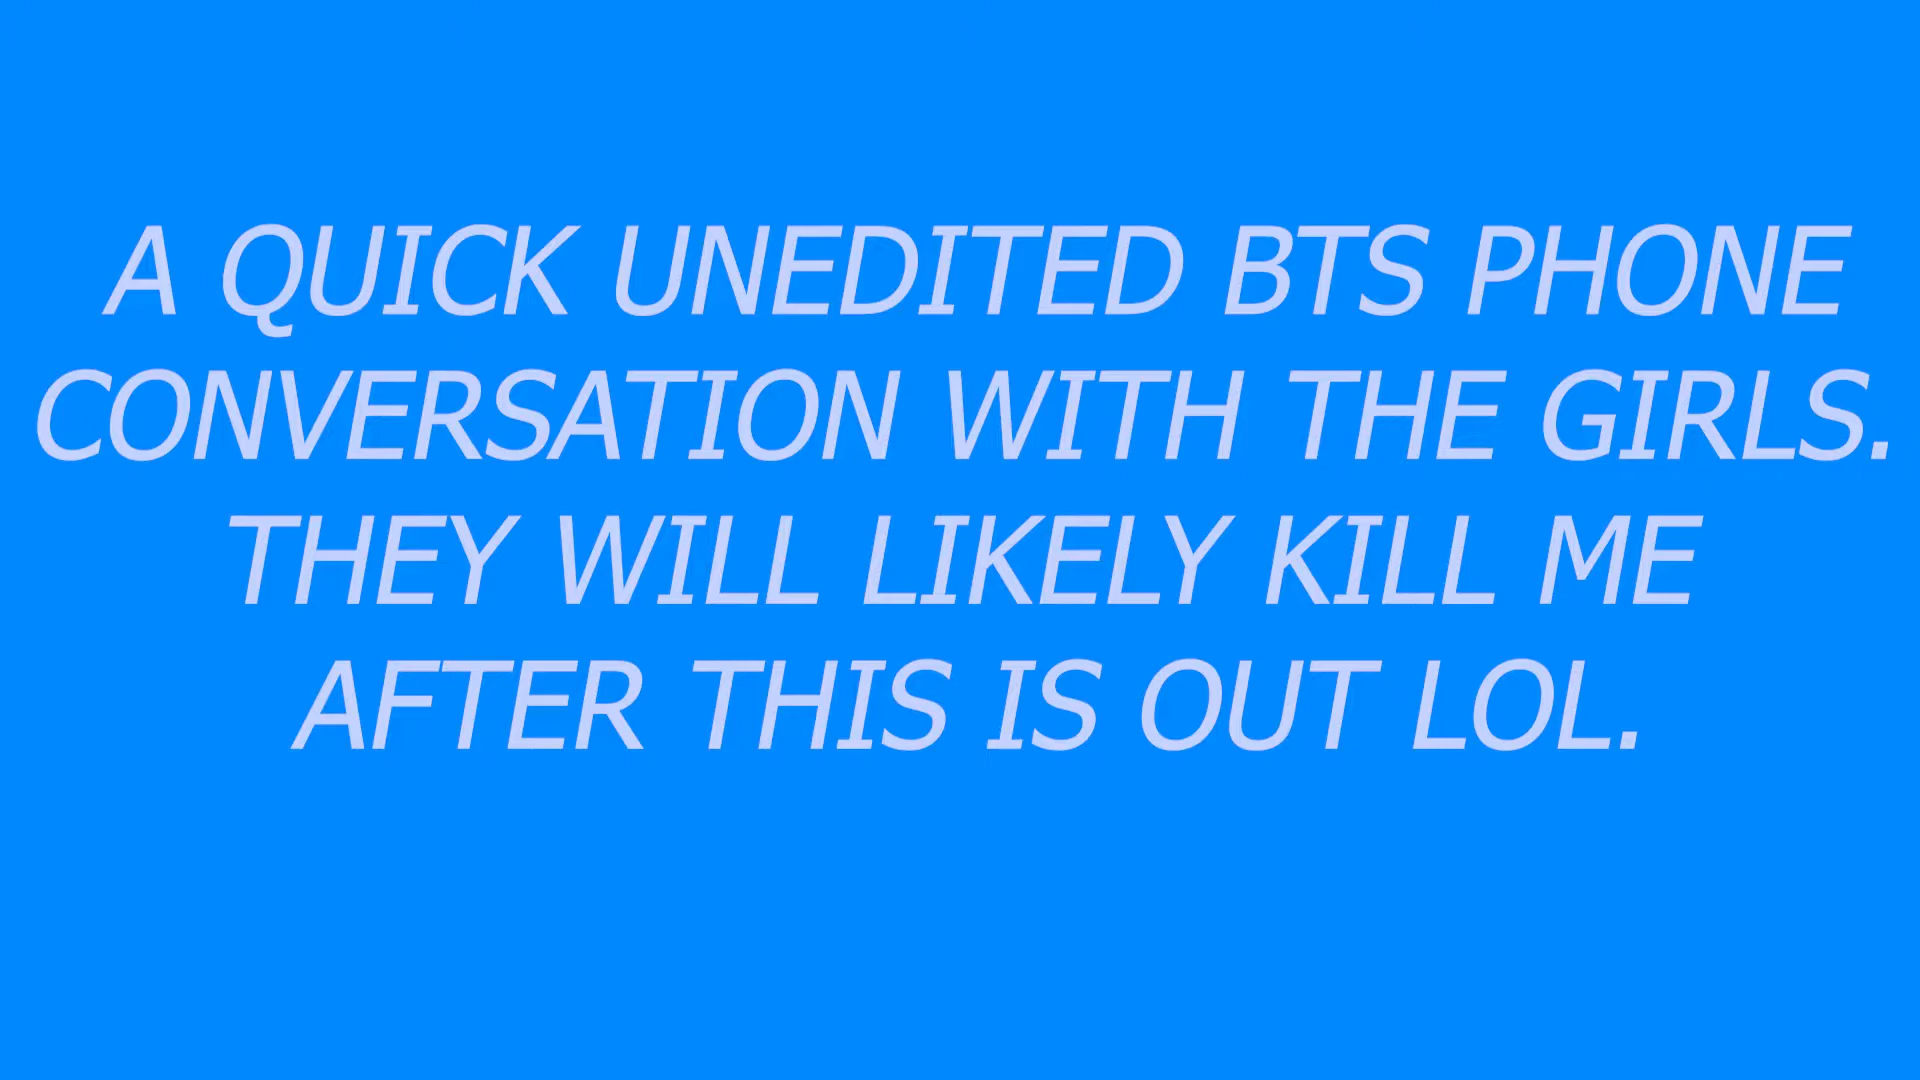 A QUICK UNEDITED BTS PHONE
CONVERSATION WITH THE GIRLS.
THEY WILL LIKELY KILL ME
AFTER THIS IS OUT LOL.